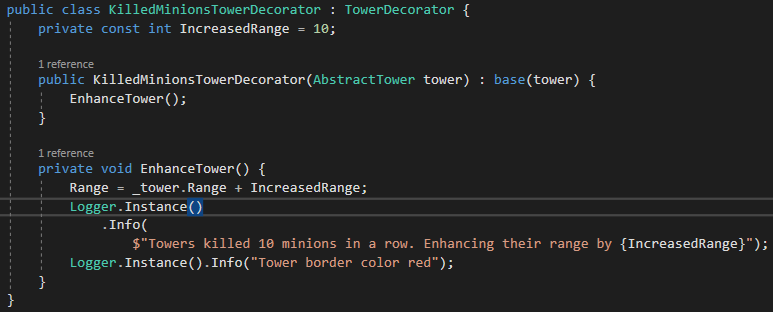 public class KilledMinionsTowerDecorator : TowerDecorator {
private const int IncreasedRange = 10;
1 reference
public KilledMinionsTowerDecorator(AbstractTower tower) : base(tower) {
EnhanceTower();
}
1 reference
private void EnhanceTower() {
Range = _tower.Range + IncreasedRange;
Logger.Instance()
.Info(
$"Towers killed 10 minions in a row. Enhancing their range by {IncreasedRange}");
Logger.Instance().Info("Tower border color red");
}
}